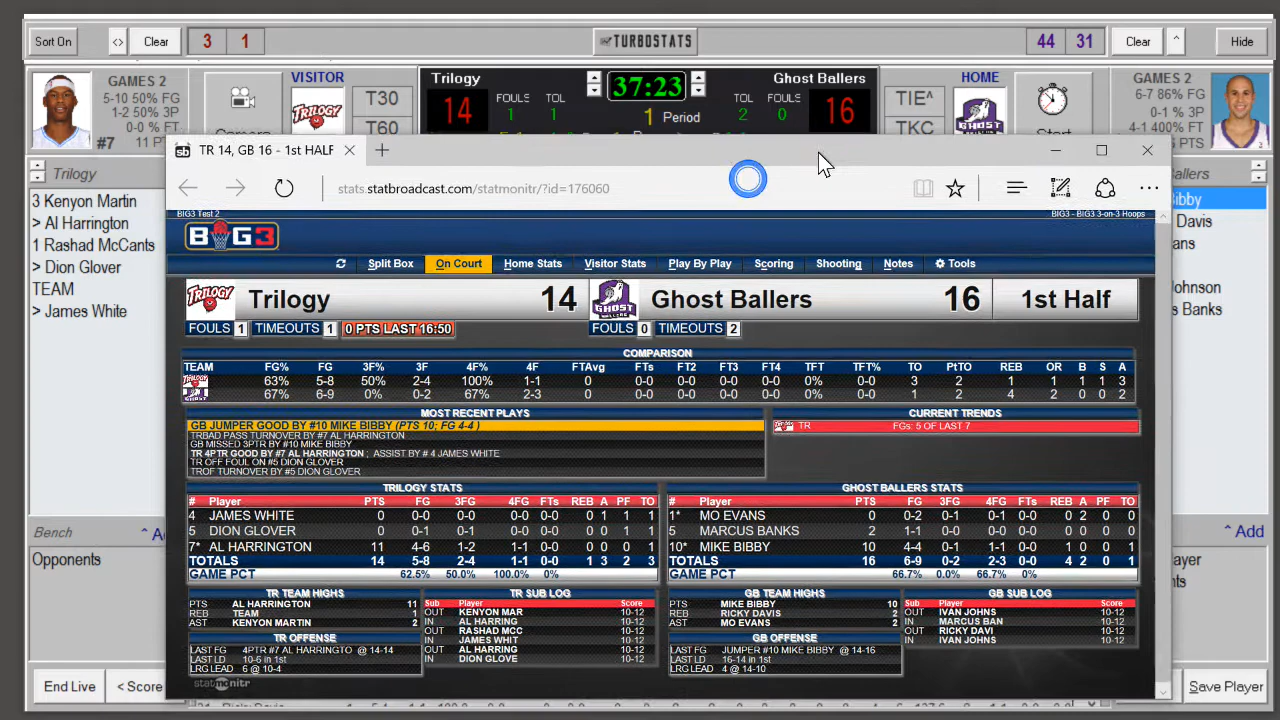 Sort On <> Clear 3 1 TURBOSTATS 44 31 Clear ^ Hide
GAMES 2
5-10 50% FG
1-2 50% 3P
0-0 % FT
#7 11 P
VISITOR
TRILOGY
T30
T60
Trilogy
14
FOULS TOL
1 1
37:23
1 Period
TOL FOULS
2 0
Ghost Ballers
16
TIE^
TKC
HOME
GHOST
Start
GAMES 2
6-7 86% FG
0-1 % 3P
4-1 400% FT
Trilogy
3 Kenyon Martin
> Al Harrington
1 Rashad McCants
> Dion Glover
TEAM
> James White
Bench ^ A
Opponents
End Live < Score
sb TR 14, GB 16 - 1st HALF
stats.statbroadcast.com/statmonitr/?id=176060
BIG3 Test 2 BIG3 - BIG3 3-on-3 Hoops
BIG3
Split Box On Court Home Stats Visitor Stats Play By Play Scoring Shooting Notes Tools
TRILOGY Trilogy 14 GHOST Ghost Ballers 16 1st Half
FOULS 1 TIMEOUTS 1 0 PTS LAST 16:50 FOULS 0 TIMEOUTS 2
COMPARISON
TEAM FG% FG 3F% 3F 4F% 4F FTAvg FTs FT2 FT3 FT4 TFT TFT% TO PtTO REB OR B S A
63% 5-8 50% 2-4 100% 1-1 0 0-0 0-0 0-0 0-0 0% 0-0 3 2 1 1 1 1 3
67% 6-9 0% 0-2 67% 2-3 0 0-0 0-0 0-0 0-0 0% 0-0 1 2 4 2 0 0 2
MOST RECENT PLAYS
GB JUMPER GOOD BY #10 MIKE BIBBY (PTS 10; FG 4-4 )
TRBAD PASS TURNOVER BY #7 AL HARRINGTON
GB MISSED 3PTR BY #10 MIKE BIBBY
TR 4PTR GOOD BY #7 AL HARRINGTON ; ASSIST BY # 4 JAMES WHITE
TR OFF FOUL BY #5 DION GLOVER
TROF TURNOVER BY #5 DION GLOVER
CURRENT TRENDS
TR FGs: 5 OF LAST 7
TRILOGY STATS
# Player PTS FG 3FG 4FG FTs REB A PF TO
4 JAMES WHITE 0 0-0 0-0 0-0 0-0 0 1 1 1
5 DION GLOVER 0 0-1 0-1 0-0 0-0 0 0 1 1
7* AL HARRINGTON 11 4-6 1-2 1-1 0-0 0 0 0 1
TOTALS 14 5-8 2-4 1-1 0-0 1 3 2 3
GAME PCT 62.5% 50.0% 100.0% 0%
GHOST BALLERS STATS
# Player PTS FG 3FG 4FG FTs REB A PF TO
1* MO EVANS 0 0-2 0-1 0-1 0-0 0 2 0 0
5 MARCUS BANKS 2 1-1 0-0 0-0 0-0 0 0 0 0
10* MIKE BIBBY 10 4-4 0-1 1-1 0-0 1 0 0 1
TOTALS 16 6-9 0-2 2-3 0-0 4 2 0 1
GAME PCT 66.7% 0.0% 66.7% 0%
TR TEAM HIGHS
PTS AL HARRINGTON 11
REB TEAM 1
AST KENYON MARTIN 2
TR OFFENSE
LAST FG 4PTR #7 AL HARRINGTO @ 14-14
LAST LD 10-6 in 1st
LRG LEAD 6 @ 10-4
TR SUB LOG
Sub Player Score
OUT KENYON MAR 10-12
IN AL HARRING 10-12
OUT RASHAD MCC 10-12
IN JAMES WHIT 10-12
OUT AL HARRING 10-12
IN DION GLOVE 10-12
GB TEAM HIGHS
PTS MIKE BIBBY 10
REB RICKY DAVIS 2
AST MO EVANS 2
GB OFFENSE
LAST FG JUMPER #10 MIKE BIBBY @ 14-16
LAST LD 16-14 in 1st
LRG LEAD 4 @ 14-10
GB SUB LOG
Sub Player Score
OUT IVAN JOHNS 10-12
IN MARCUS BAN 10-12
OUT RICKY DAVI 10-12
IN IVAN JOHNS 10-12
statmonitr
Davis
Banks
^ Add
Save Player